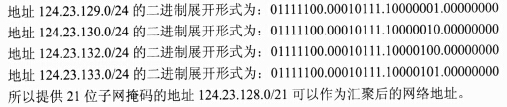 地址 124.23.129.0/24 的二进制展开形式为：01111100.00010111.10000001.00000000
地址 124.23.130.0/24 的二进制展开形式为：01111100.00010111.10000010.00000000
地址 124.23.132.0/24 的二进制展开形式为：01111100.00010111.10000100.00000000
地址 124.23.133.0/24 的二进制展开形式为：01111100.00010111.10000101.00000000
所以提供 21 位子网掩码的地址 124.23.128.0/21 可以作为汇聚后的网络地址。